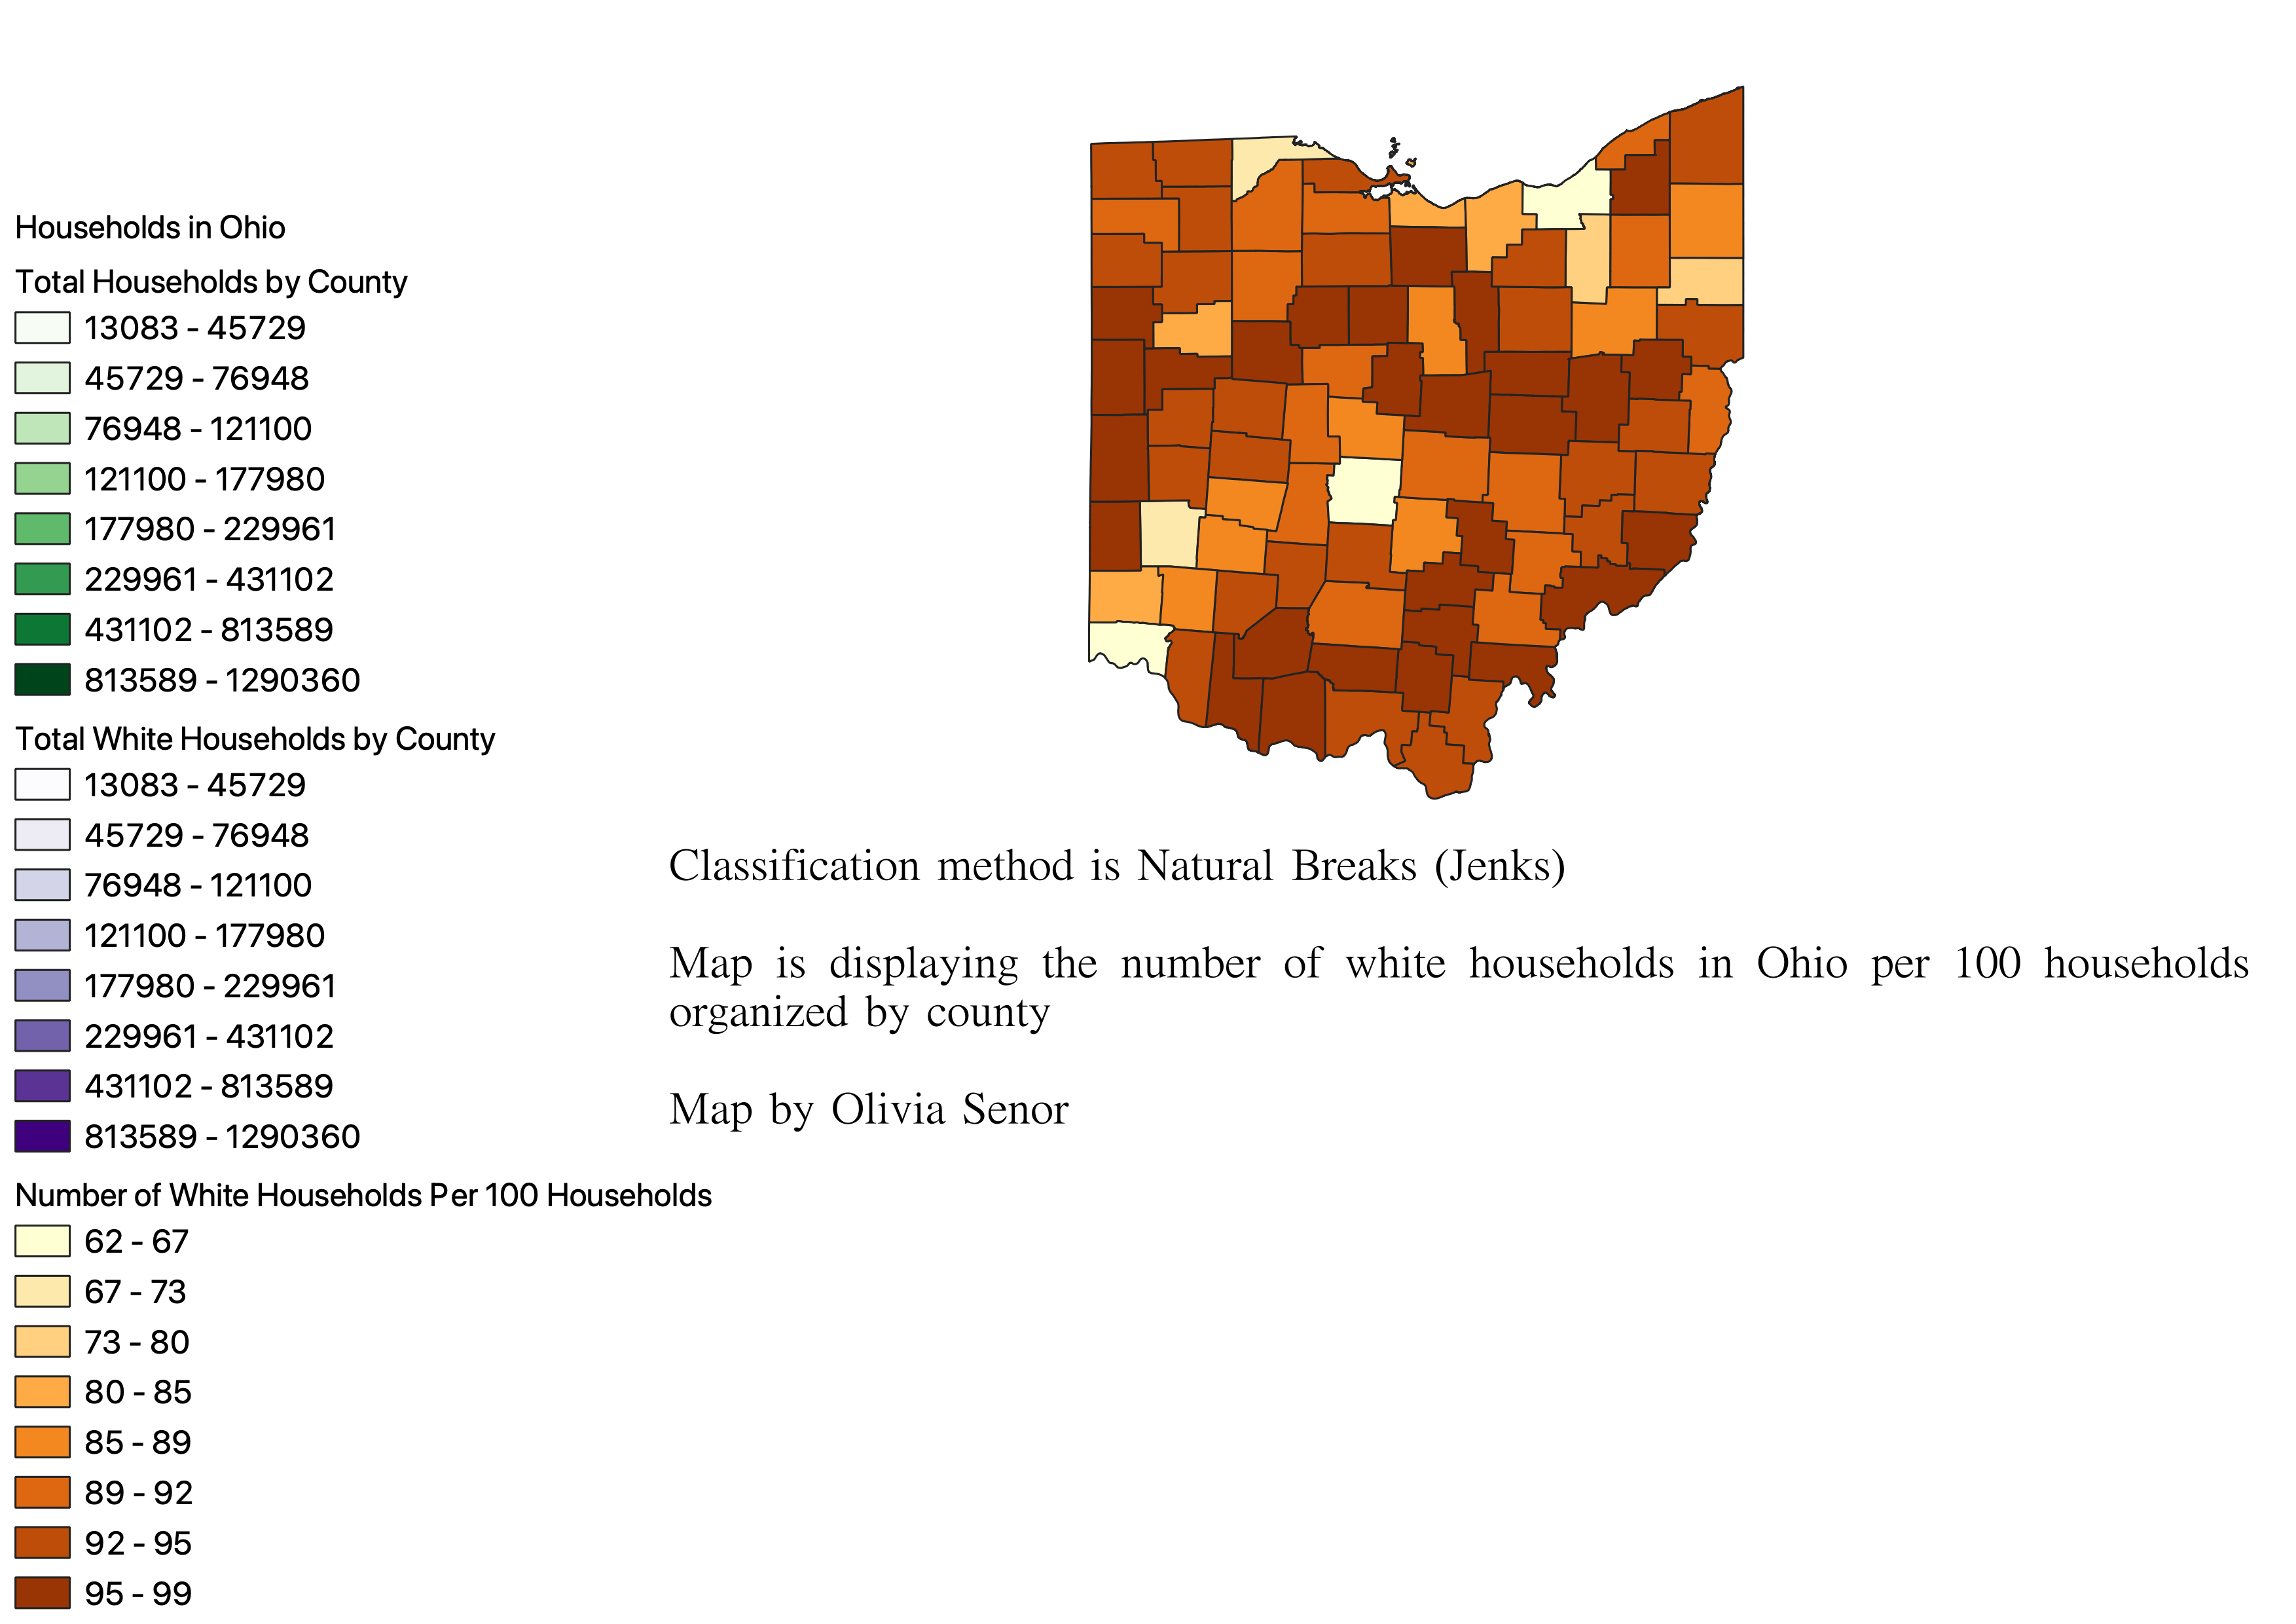 Households in Ohio
Total Households by County
13083 - 45729
45729 - 76948
76948 - 121100
121100 - 177980
177980 - 229961
229961 - 431102
431102 - 813589
813589 - 1290360
Total White Households by County
13083 - 45729
45729 - 76948
76948 - 121100
121100 - 177980
177980 - 229961
229961 - 431102
431102 - 813589
813589 - 1290360
Number of White Households Per 100 Households
62 - 67
67 - 73
73 - 80
80 - 85
85 - 89
89 - 92
92 - 95
95 - 99
Classification method is Natural Breaks (Jenks)
Map is displaying the number of white households in Ohio per 100 households
organized by county
Map by Olivia Senor